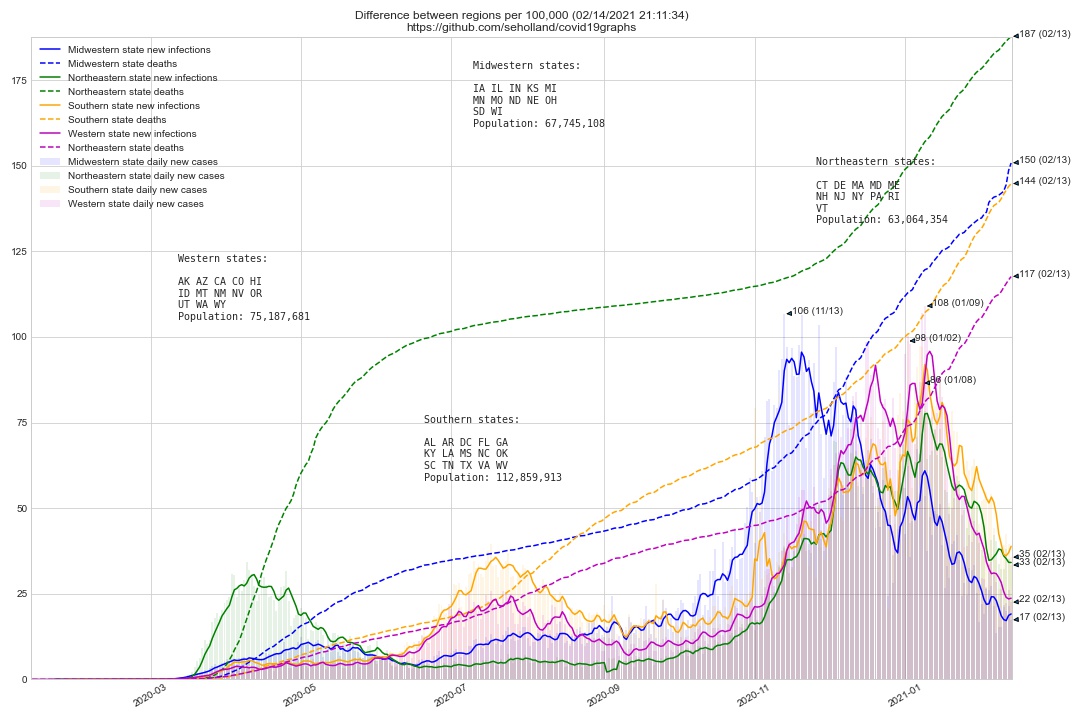 Difference between regions per 100,000 (02/14/2021 21:11:34)
https://github.com/seholland/covid19graphs
Midwestern state new infections
Midwestern state deaths
Northeastern state new infections
Northeastern state deaths
Southern state new infections
Southern state deaths
Western state new infections
Northeastern state deaths
Midwestern state daily new cases
Northeastern state daily new cases
Southern state daily new cases
Western state daily new cases
Midwestern states:
IA IL IN KS MI
MN MO ND NE OH
SD WI
Population: 67,745,108
Northeastern states:
CT DE MA MD ME
NH NJ NY PA RI
VT
Population: 63,064,354
Western states:
AK AZ CA CO HI
ID MT NM NV OR
UT WA WY
Population: 75,187,681
Southern states:
AL AR DC FL GA
KY LA MS NC OK
SC TN TX VA WV
Population: 112,859,913
187 (02/13)
150 (02/13)
144 (02/13)
117 (02/13)
106 (11/13)
108 (01/09)
98 (01/02)
86 (01/08)
35 (02/13)
33 (02/13)
22 (02/13)
17 (02/13)
175
150
125
100
75
50
25
0
2020-03
2020-05
2020-07
2020-09
2020-11
2021-01